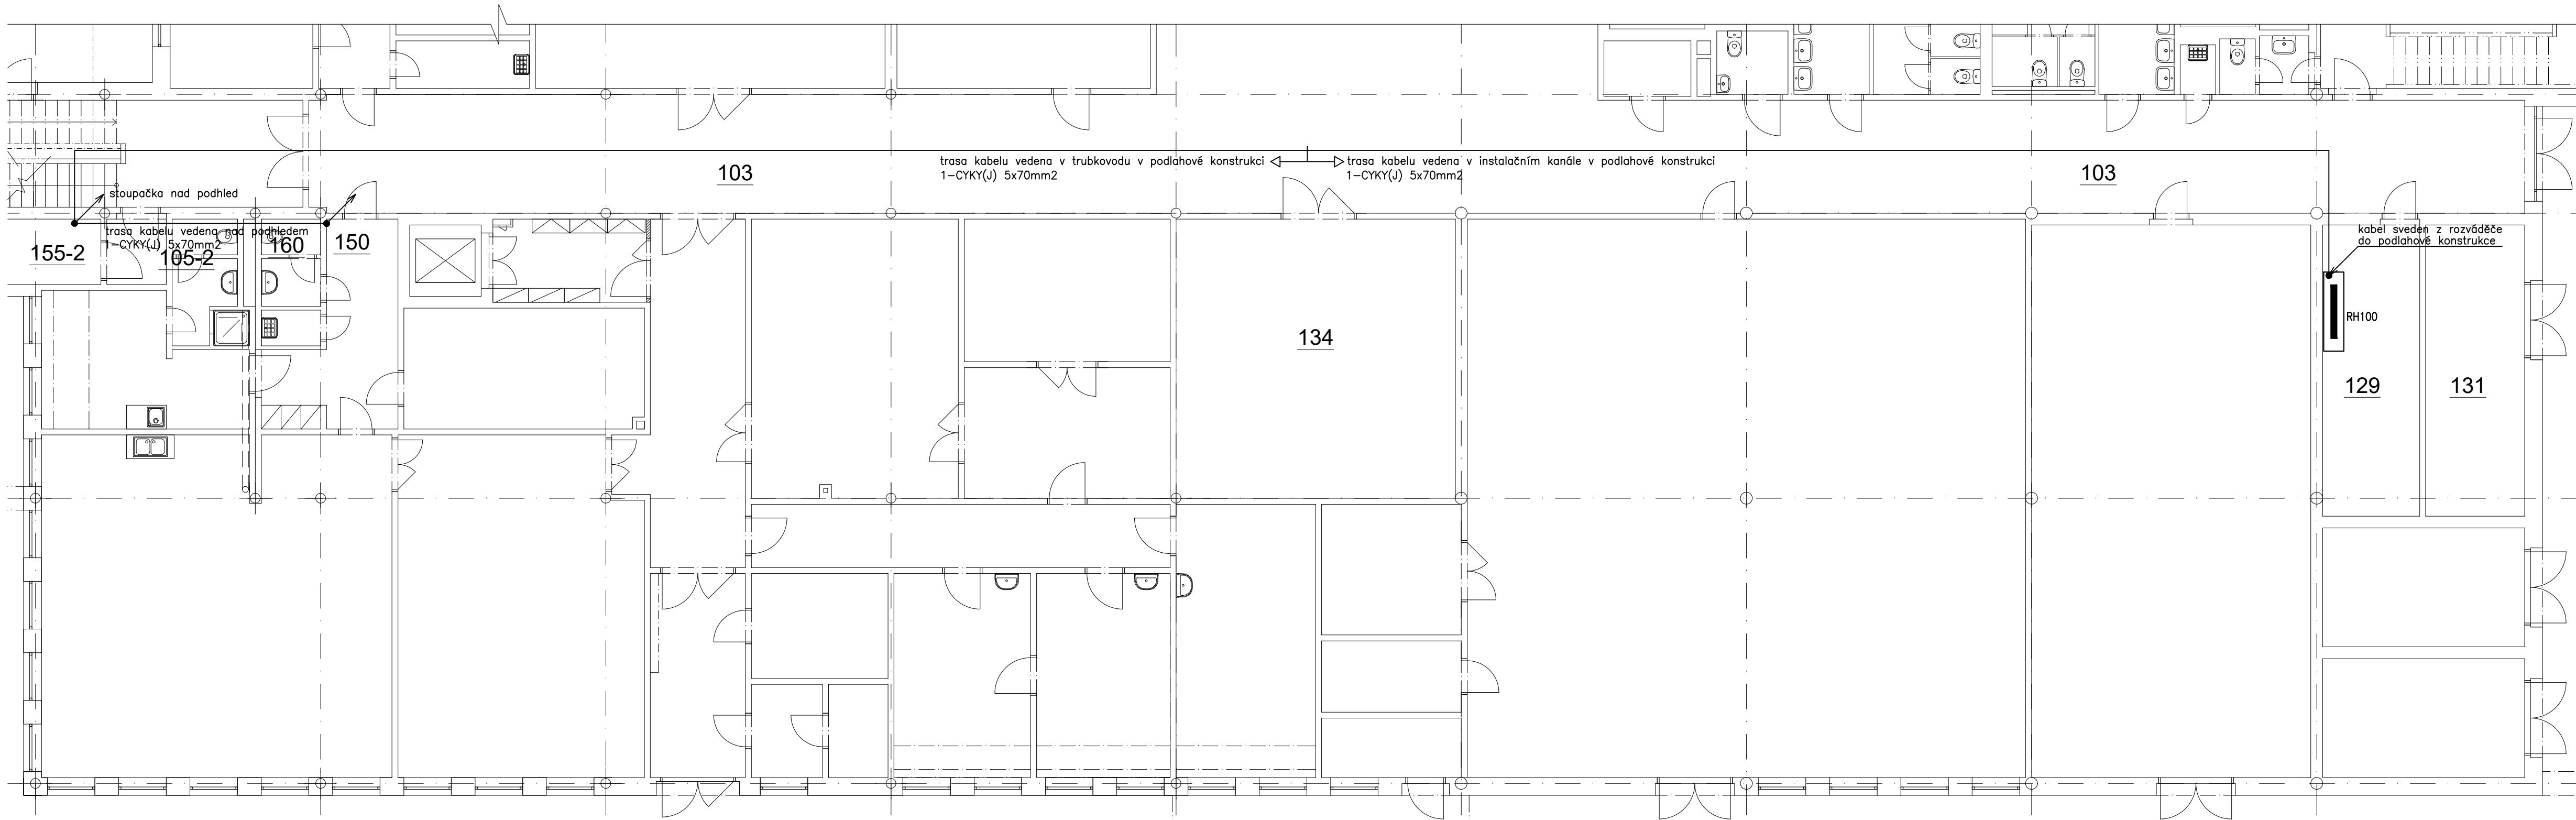 trasa kabelu vedena v trubkovodu v podlahové konstrukci
1-CYKY(J) 5x70mm2
trasa kabelu vedena v instalačním kanále v podlahové konstrukci
1-CYKY(J) 5x70mm2
103
103
stoupačka nad podhled
trasa kabelu vedena nad podhledem
1-CYKY(J) 5x70mm2
155-2
105-2
160
150
kabel sveden z rozváděče
do podlahové konstrukce
RH100
134
129
131